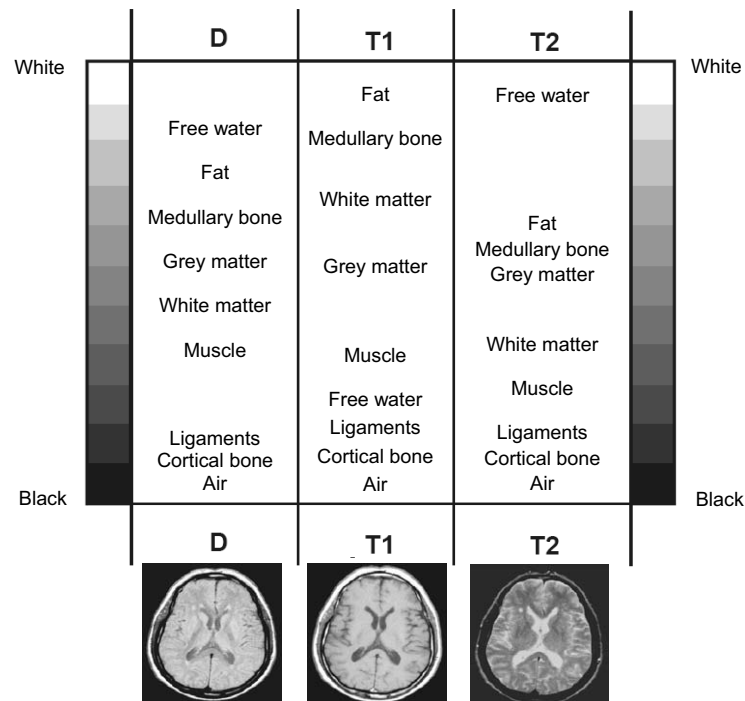 D T1 T2
White White
Fat Free water
Free water
Medullary bone
Fat
White matter
Medullary bone
Fat
Medullary bone
Grey matter Grey matter Grey matter
White matter
White matter
Muscle Muscle
Muscle
Free water
Ligaments
Ligaments Ligaments
Cortical bone Cortical bone Cortical bone
Air Air Air
Black Black
D T1 T2